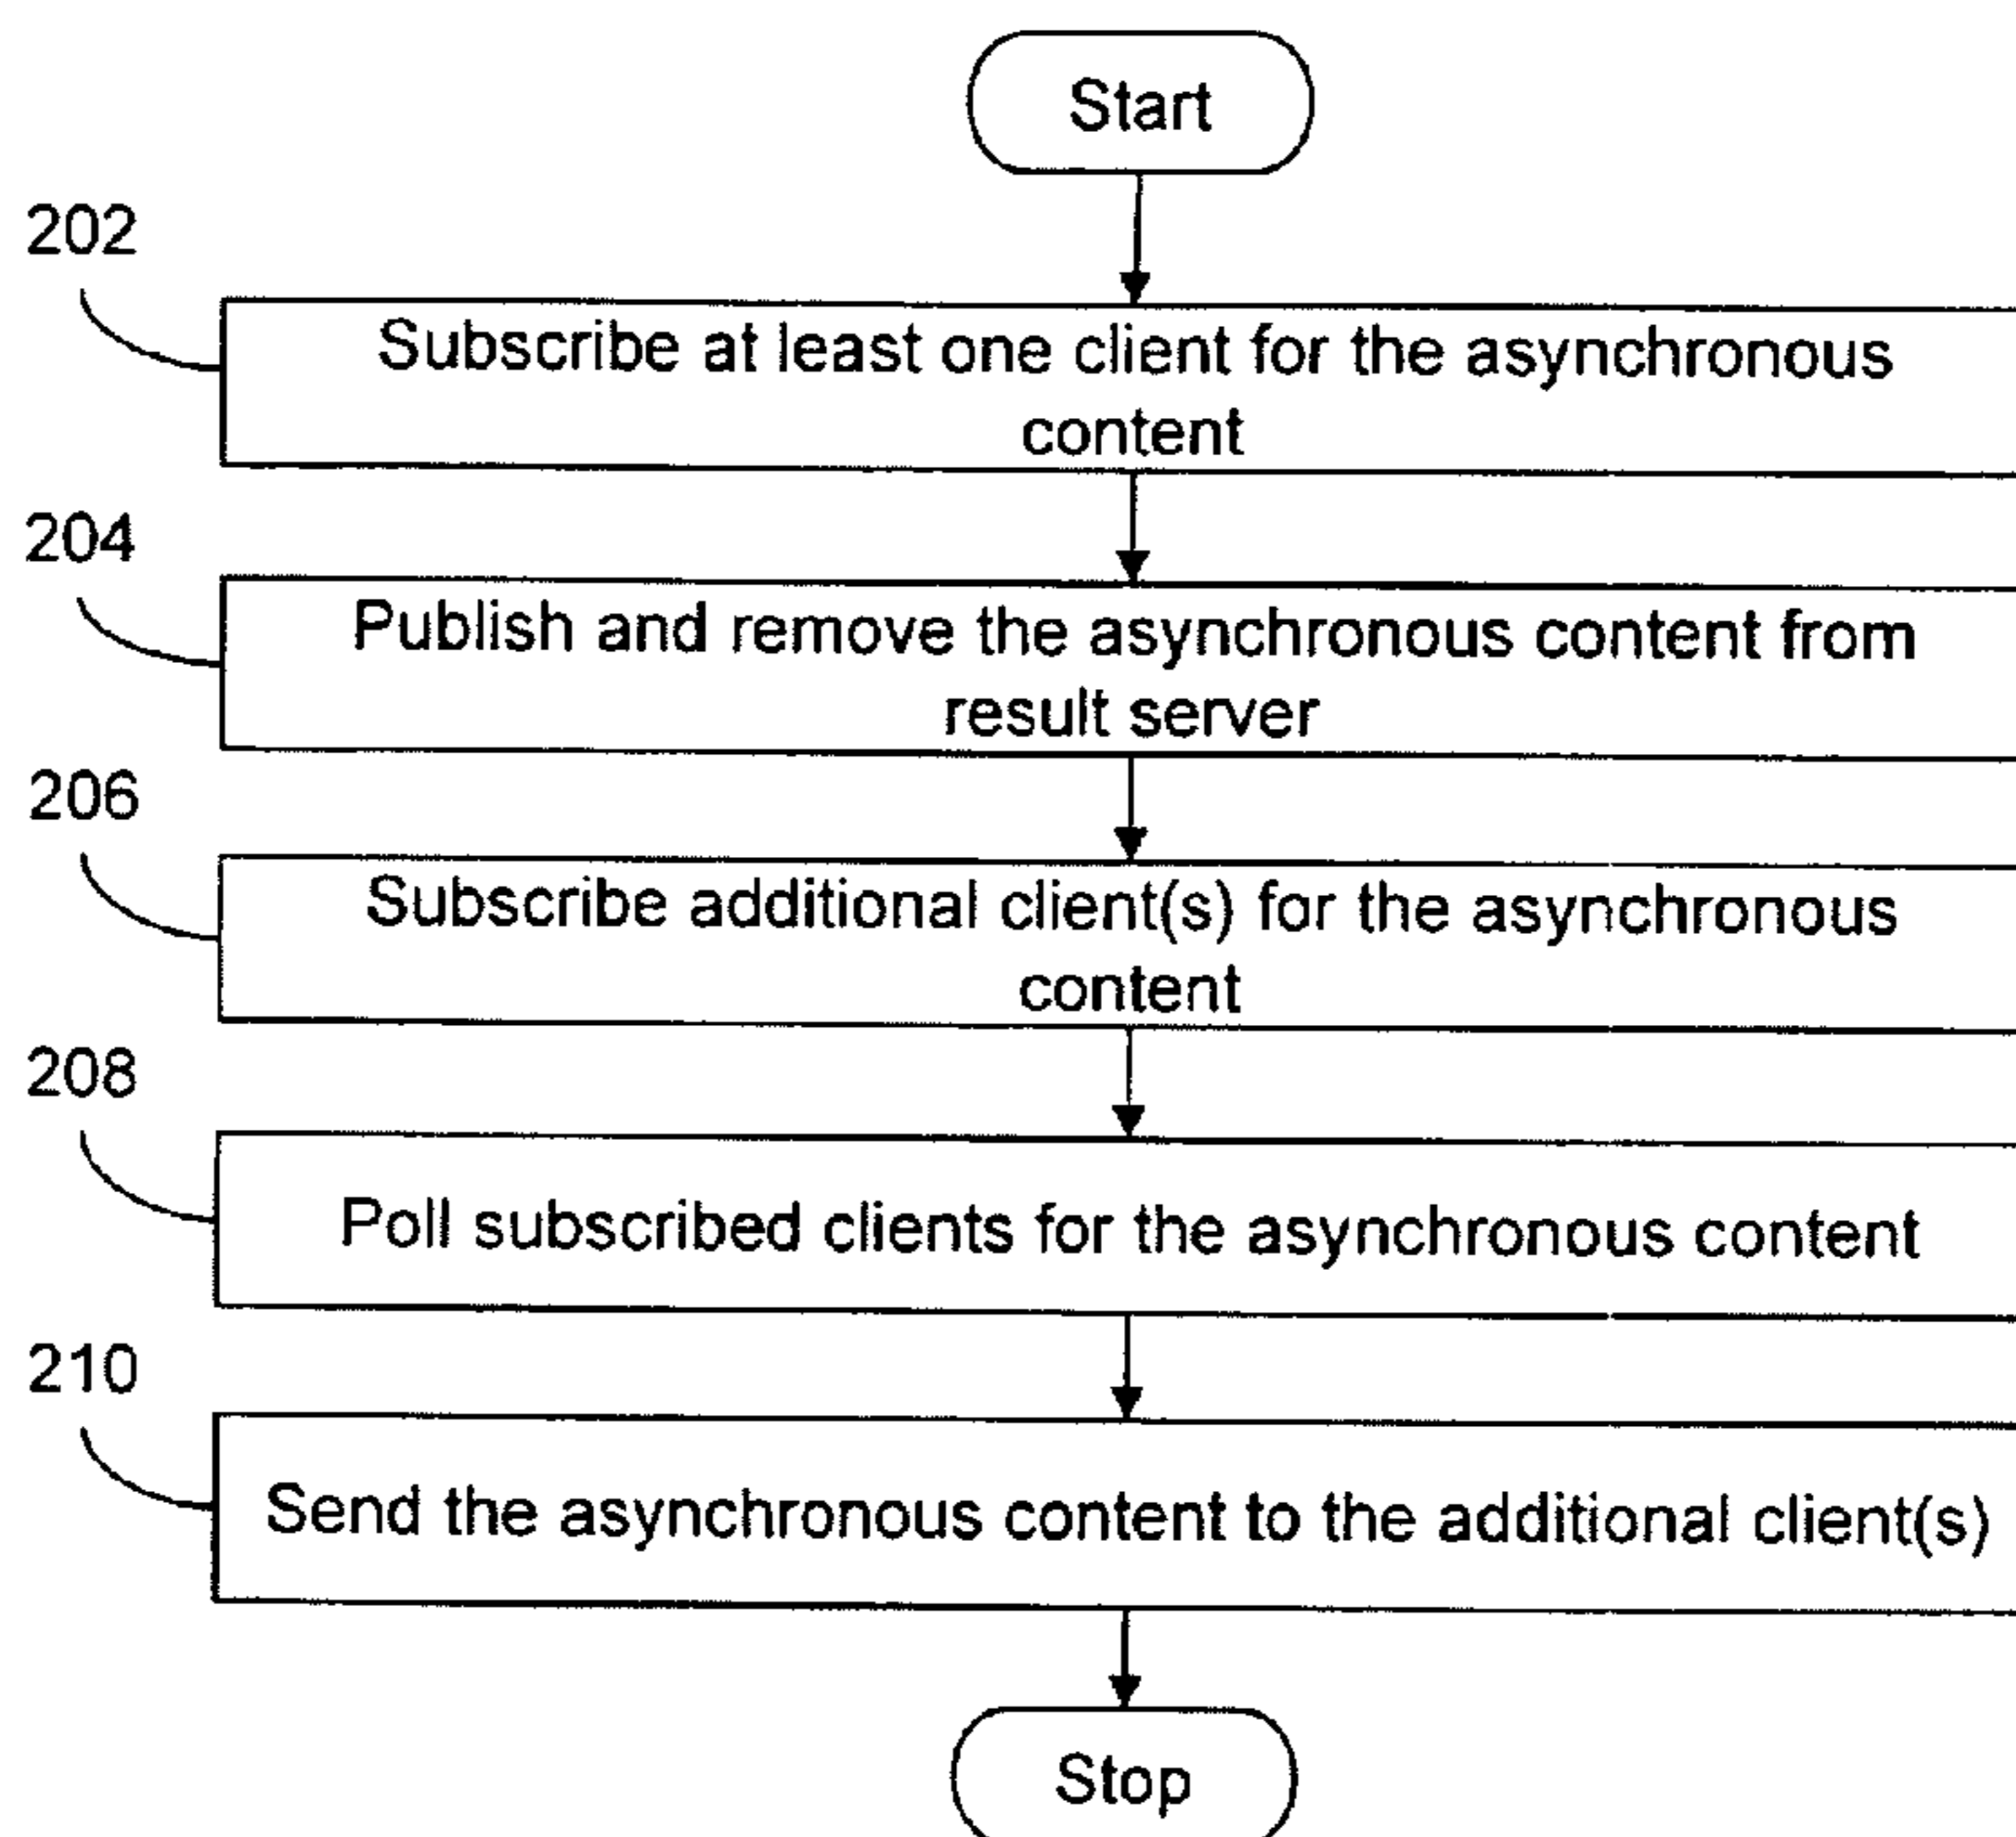 Start
202
Subscribe at least one client for the asynchronous
content
204
Publish and remove the asynchronous content from
result server
206
Subscribe additional client(s) for the asynchronous
content
208
Poll subscribed clients for the asynchronous content
210
Send the asynchronous content to the additional client(s)
Stop